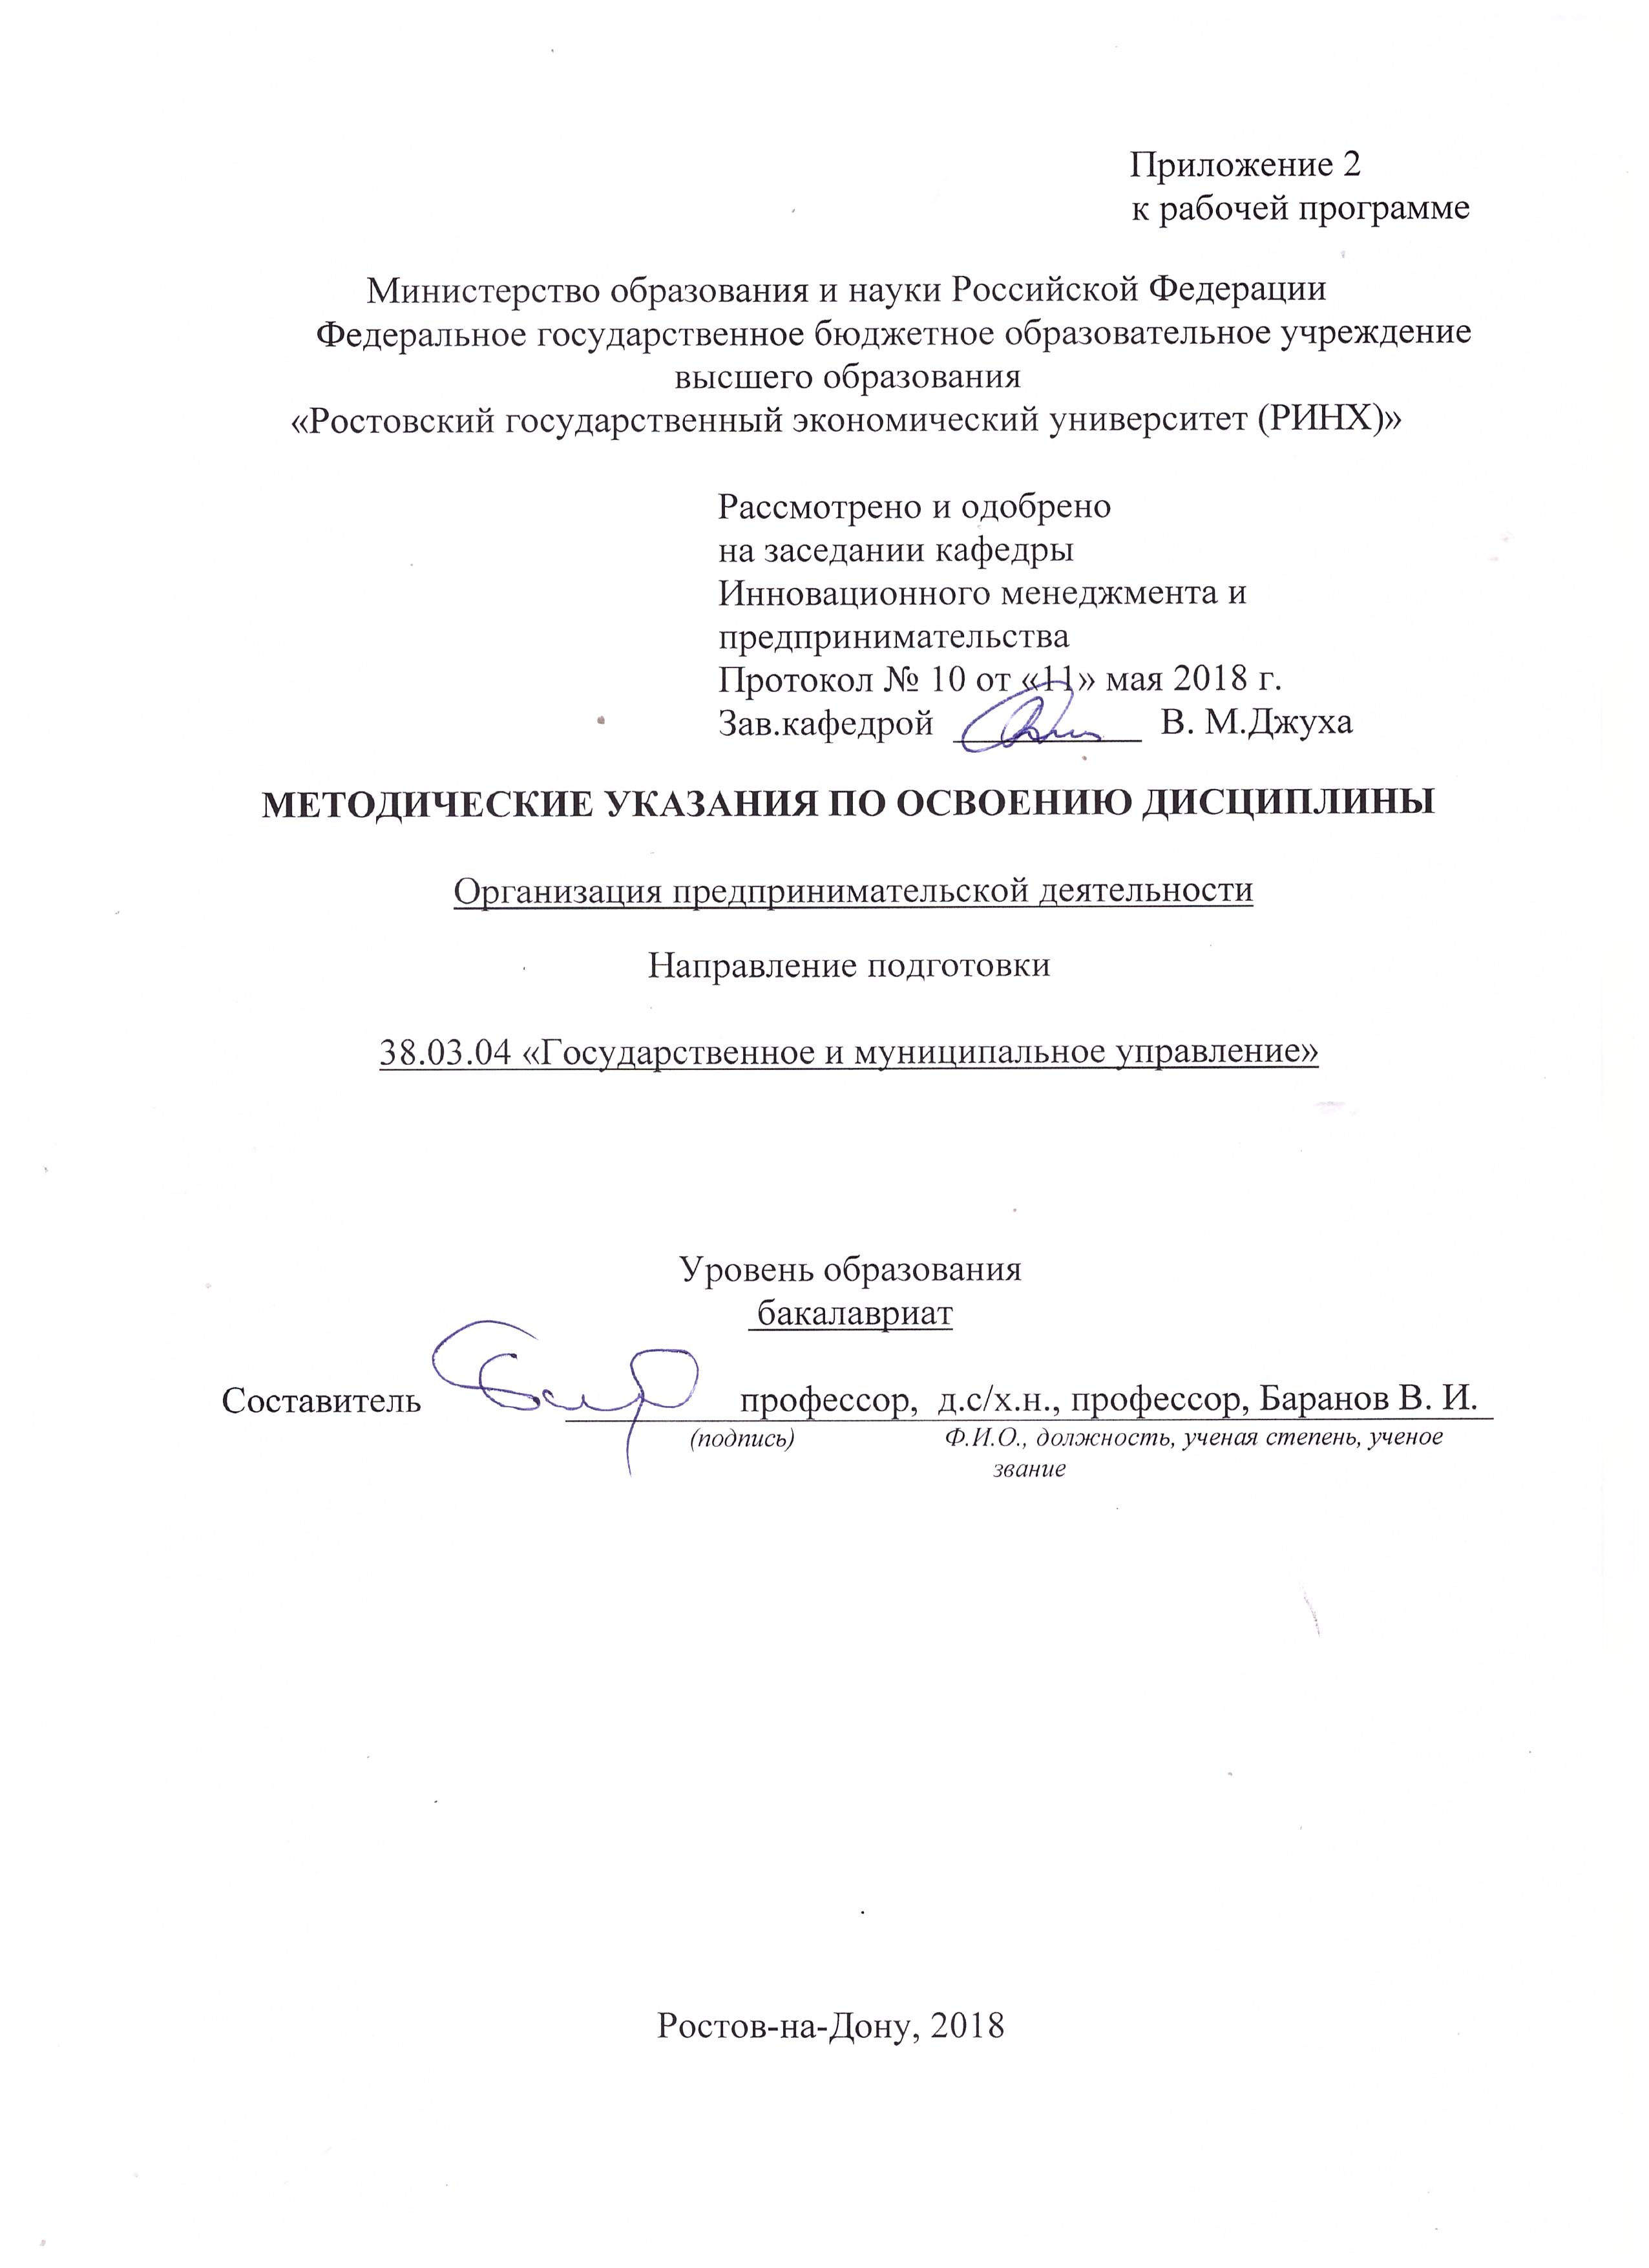 Приложение 2
к рабочей программе
Министерство образования и науки Российской Федерации
Федеральное государственное бюджетное образовательное учреждение
высшего образования
«Ростовский государственный экономический университет (РИНХ)»
Рассмотрено и одобрено
на заседании кафедры
Инновационного менеджмента и
предпринимательства
Протокол № 10 от «11» мая 2018 г.
Зав.кафедрой __________ В. М.Джуха
МЕТОДИЧЕСКИЕ УКАЗАНИЯ ПО ОСВОЕНИЮ ДИСЦИПЛИНЫ
Организация предпринимательской деятельности
Направление подготовки
38.03.04 «Государственное и муниципальное управление»
Уровень образования
бакалавриат
Составитель профессор, д.с/х.н., профессор, Баранов В. И.
(подпись) Ф.И.О., должность, ученая степень, ученое
звание
Ростов-на-Дону, 2018